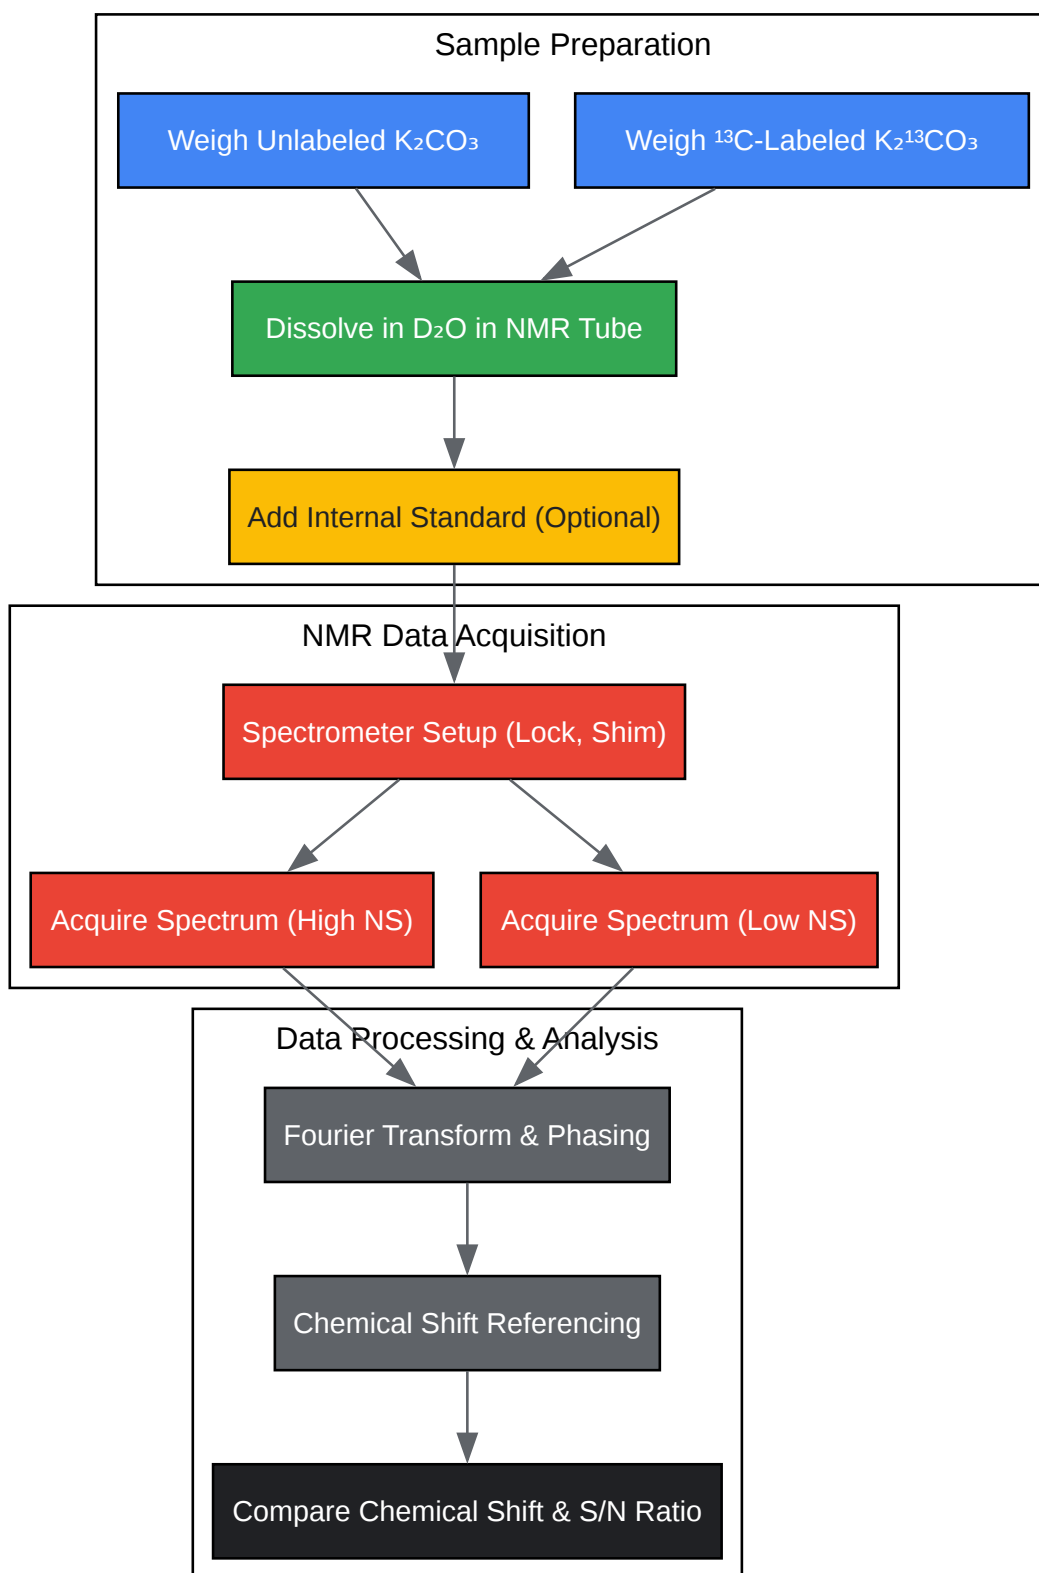 Sample Preparation
Weigh Unlabeled K₂CO₃
Weigh ¹³C-Labeled K₂¹³CO₃
Dissolve in D₂O in NMR Tube
Add Internal Standard (Optional)
NMR Data Acquisition
Spectrometer Setup (Lock, Shim)
Acquire Spectrum (High NS)
Acquire Spectrum (Low NS)
Data Processing & Analysis
Fourier Transform & Phasing
Chemical Shift Referencing
Compare Chemical Shift & S/N Ratio